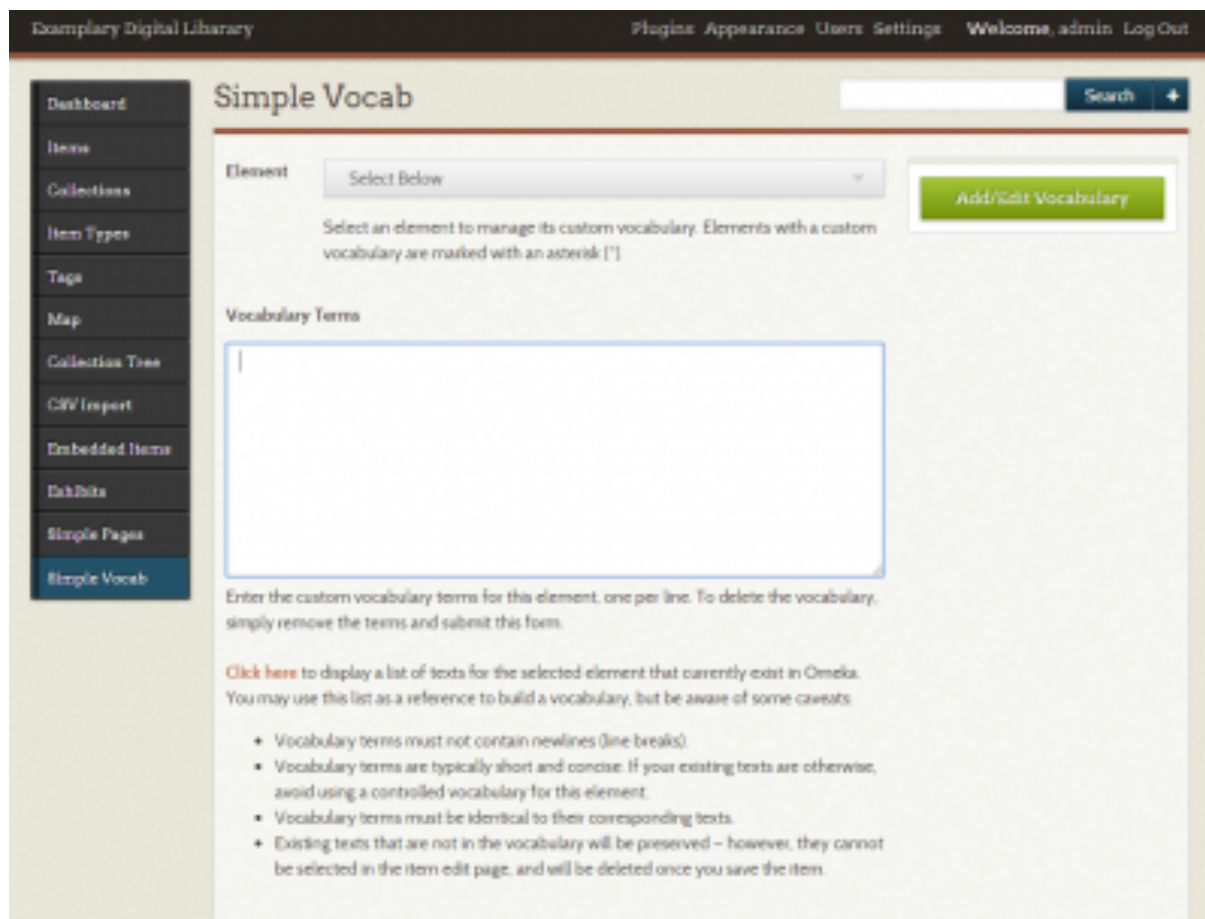 Examplary Digital Libarary
Plugins Appearance Users Settings Welcome, admin Log Out
Simple Vocab
Search +
Dashboard
Items
Collections
Item Types
Tags
Map
Collection Tree
CSV Import
Embedded Items
Exhibits
Simple Pages
Simple Vocab
Element
Select Below
Add/Edit Vocabulary
Select an element to manage its custom vocabulary. Elements with a custom
vocabulary are marked with an asterisk (*).
Vocabulary Terms
Enter the custom vocabulary terms for this element, one per line. To delete the vocabulary,
simply remove the terms and submit this form.
Click here to display a list of texts for the selected element that currently exist in Omeka.
You may use this list as a reference to build a vocabulary, but be aware of some caveats:
• Vocabulary terms must not contain newlines (line breaks).
• Vocabulary terms are typically short and concise. If your existing texts are otherwise,
avoid using a controlled vocabulary for this element.
• Vocabulary terms must be identical to their corresponding texts.
• Existing texts that are not in the vocabulary will be preserved – however, they cannot
be selected in the item edit page, and will be deleted once you save the item.